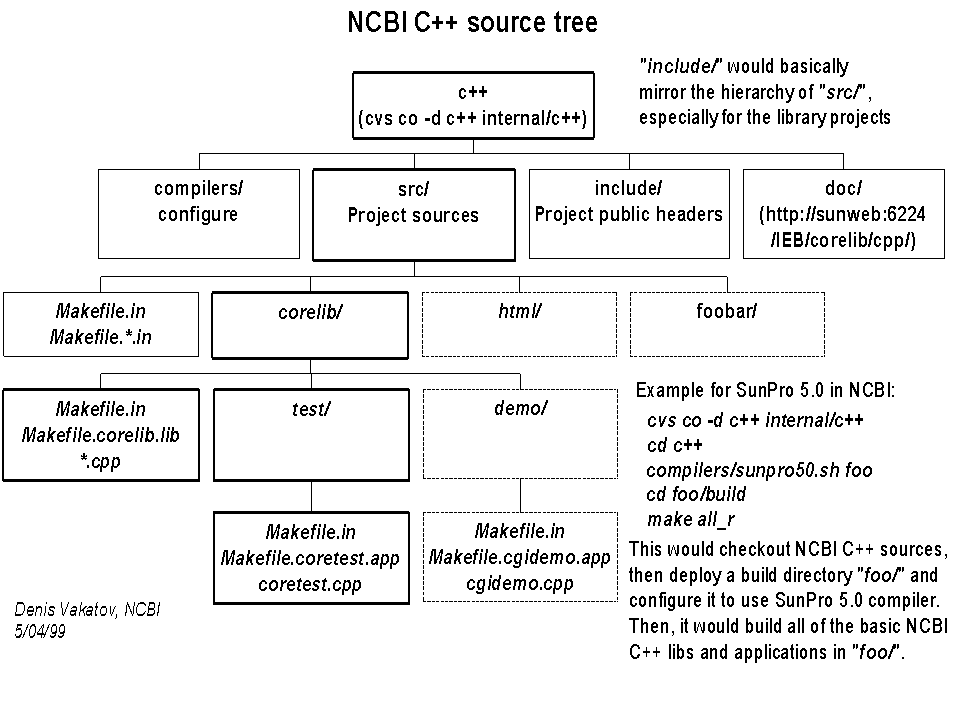 NCBI C++ source tree
"include/" would basically
mirror the hierarchy of "src/",
especially for the library projects
c++
(cvs co -d c++ internal/c++)
compilers/
configure
src/
Project sources
include/
Project public headers
doc/
(http://sunweb:6224
/IEB/corelib/cpp/)
Makefile.in
Makefile.*.in
corelib/
html/
foobar/
Makefile.in
Makefile.corelib.lib
*.cpp
test/
demo/
Example for SunPro 5.0 in NCBI:
cvs co -d c++ internal/c++
cd c++
compilers/sunpro50.sh foo
cd foo/build
make all_r
Makefile.in
Makefile.coretest.app
coretest.cpp
Makefile.in
Makefile.cgidemo.app
cgidemo.cpp
This would checkout NCBI C++ sources,
then deploy a build directory "foo/" and
configure it to use SunPro 5.0 compiler.
Then, it would build all of the basic NCBI
C++ libs and applications in "foo/".
Denis Vakatov, NCBI
5/04/99